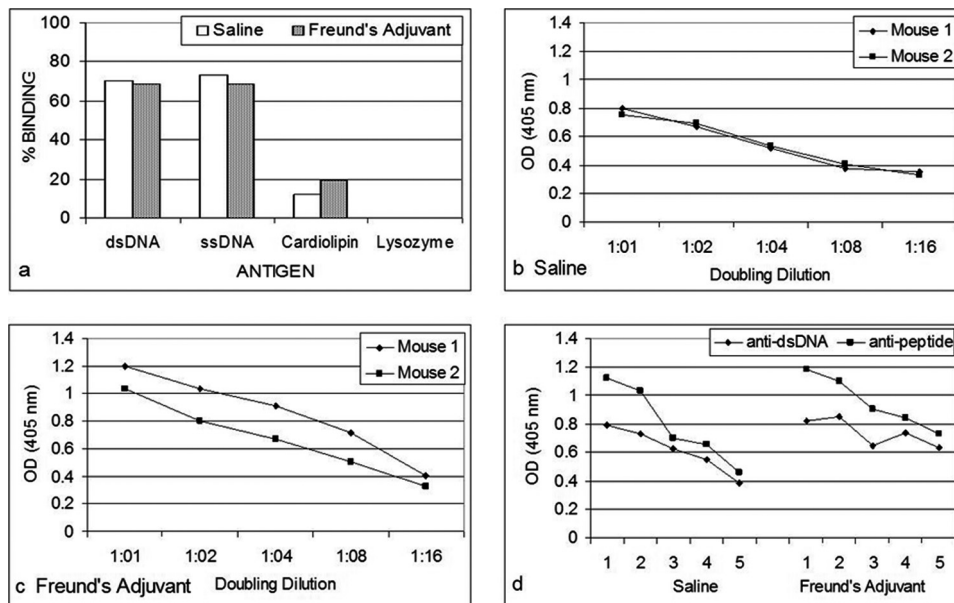 Saline Freund's Adjuvant
100
80
60
40
20
0
% BINDING
dsDNA ssDNA Cardiolipin Lysozyme
a ANTIGEN
Mouse 1
Mouse 2
1.4
1.2
1
0.8
0.6
0.4
0.2
0
OD (405 nm)
1:01 1:02 1:04 1:08 1:16
b Saline Doubling Dilution
Mouse 1
Mouse 2
1.4
1.2
1
0.8
0.6
0.4
0.2
0
OD (405 nm)
1:01 1:02 1:04 1:08 1:16
c Freund's Adjuvant Doubling Dilution
anti-dsDNA anti-peptide
1.4
1.2
1
0.8
0.6
0.4
0.2
0
OD (405 nm)
1 2 3 4 5 1 2 3 4 5
d Saline Freund's Adjuvant